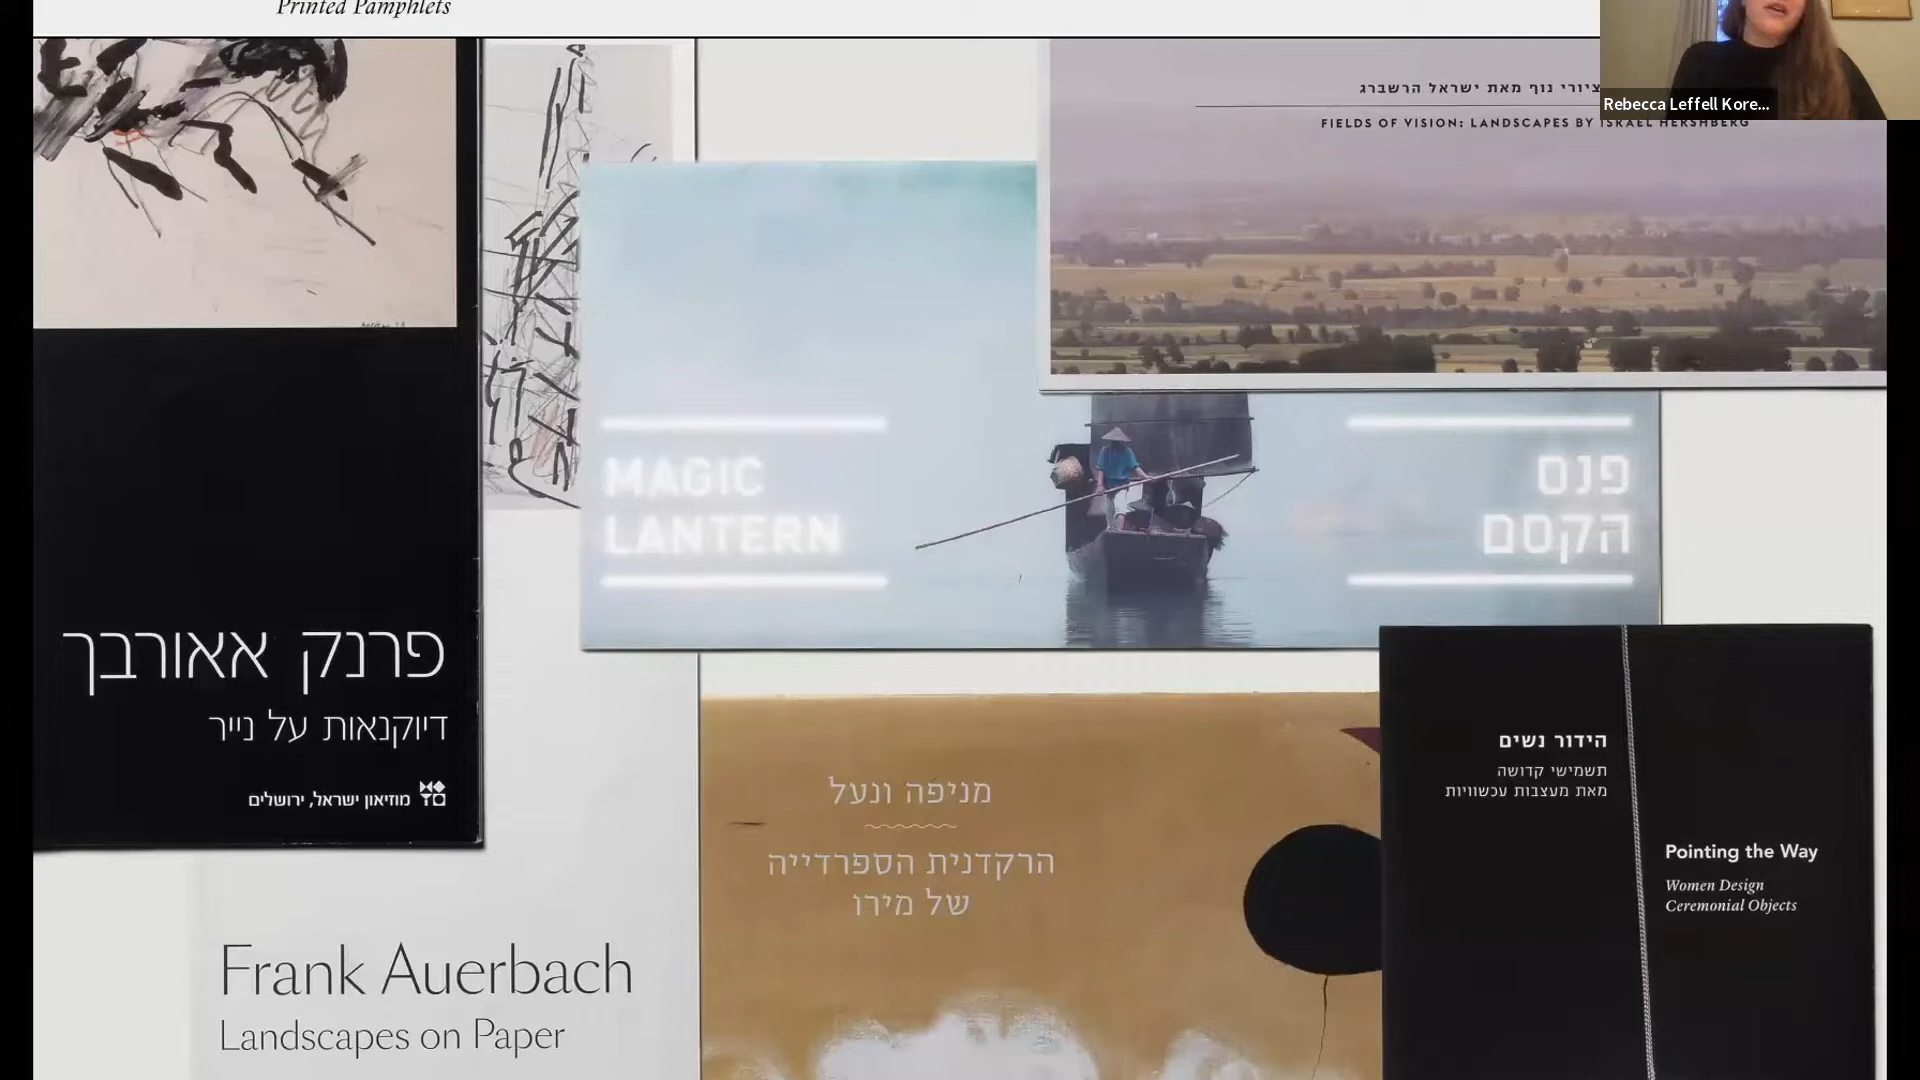 Printed Pamphlets
Rebecca Leffell Kore...
ציורי נוף מאת ישראל הרשברג
FIELDS OF VISION: LANDSCAPES BY ISRAEL HERSHBERG
MAGIC
LANTERN
פנס
הקסם
פרנק אאורבך
דיוקנאות על נייר
מוזיאון ישראל, ירושלים
Frank Auerbach
Landscapes on Paper
מניפה ונעל
הרקדנית הספרדייה
של מירו
הידור נשים
תשמישי קדושה
מאת מעצבות עכשוויות
Pointing the Way
Women Design
Ceremonial Objects